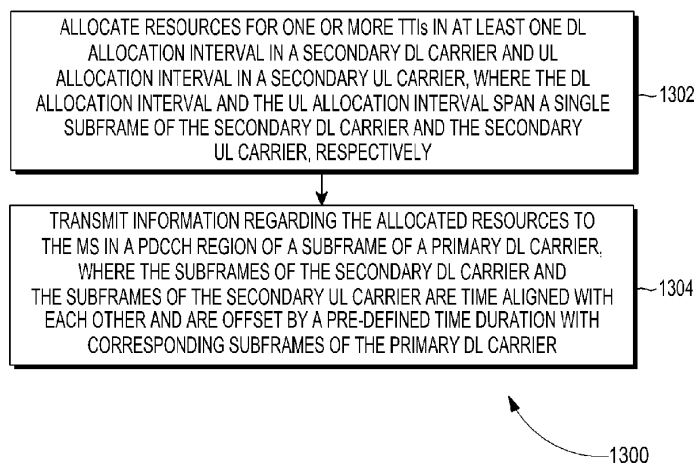 ALLOCATE RESOURCES FOR ONE OR MORE TTIs IN AT LEAST ONE DL
ALLOCATION INTERVAL IN A SECONDARY DL CARRIER AND UL
ALLOCATION INTERVAL IN A SECONDARY UL CARRIER, WHERE THE DL
ALLOCATION INTERVAL AND THE UL ALLOCATION INTERVAL SPAN A SINGLE
SUBFRAME OF THE SECONDARY DL CARRIER AND THE SECONDARY
UL CARRIER, RESPECTIVELY
1302
TRANSMIT INFORMATION REGARDING THE ALLOCATED RESOURCES TO
THE MS IN A PDCCH REGION OF A SUBFRAME OF A PRIMARY DL CARRIER,
WHERE THE SUBFRAMES OF THE SECONDARY DL CARRIER AND
THE SUBFRAMES OF THE SECONDARY UL CARRIER ARE TIME ALIGNED WITH
EACH OTHER AND ARE OFFSET BY A PRE-DEFINED TIME DURATION WITH
CORRESPONDING SUBFRAMES OF THE PRIMARY DL CARRIER
1304
1300